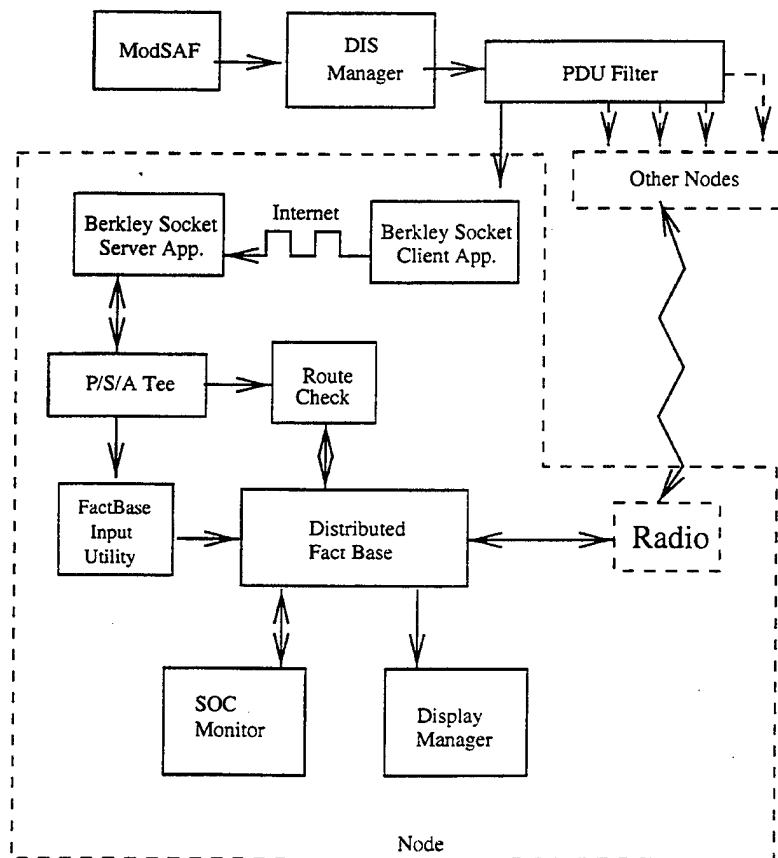 ModSAF
DIS
Manager
PDU Filter
Other Nodes
Berkley Socket
Server App.
Internet
Berkley Socket
Client App.
P/S/A Tee
Route
Check
FactBase
Input
Utility
Distributed
Fact Base
Radio
SOC
Monitor
Display
Manager
Node